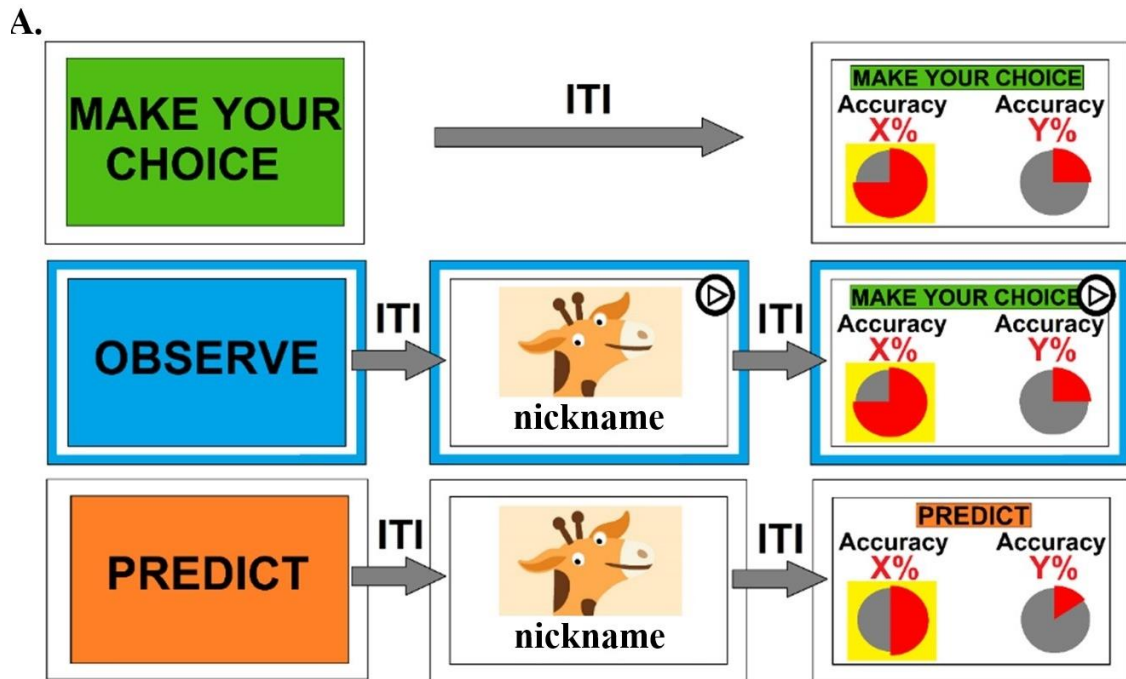 A.
MAKE YOUR
CHOICE
ITI
MAKE YOUR CHOICE
Accuracy Accuracy
X% Y%
OBSERVE
ITI
nickname
ITI
MAKE YOUR CHOICE
Accuracy Accuracy
X% Y%
PREDICT
ITI
nickname
ITI
PREDICT
Accuracy Accuracy
X% Y%